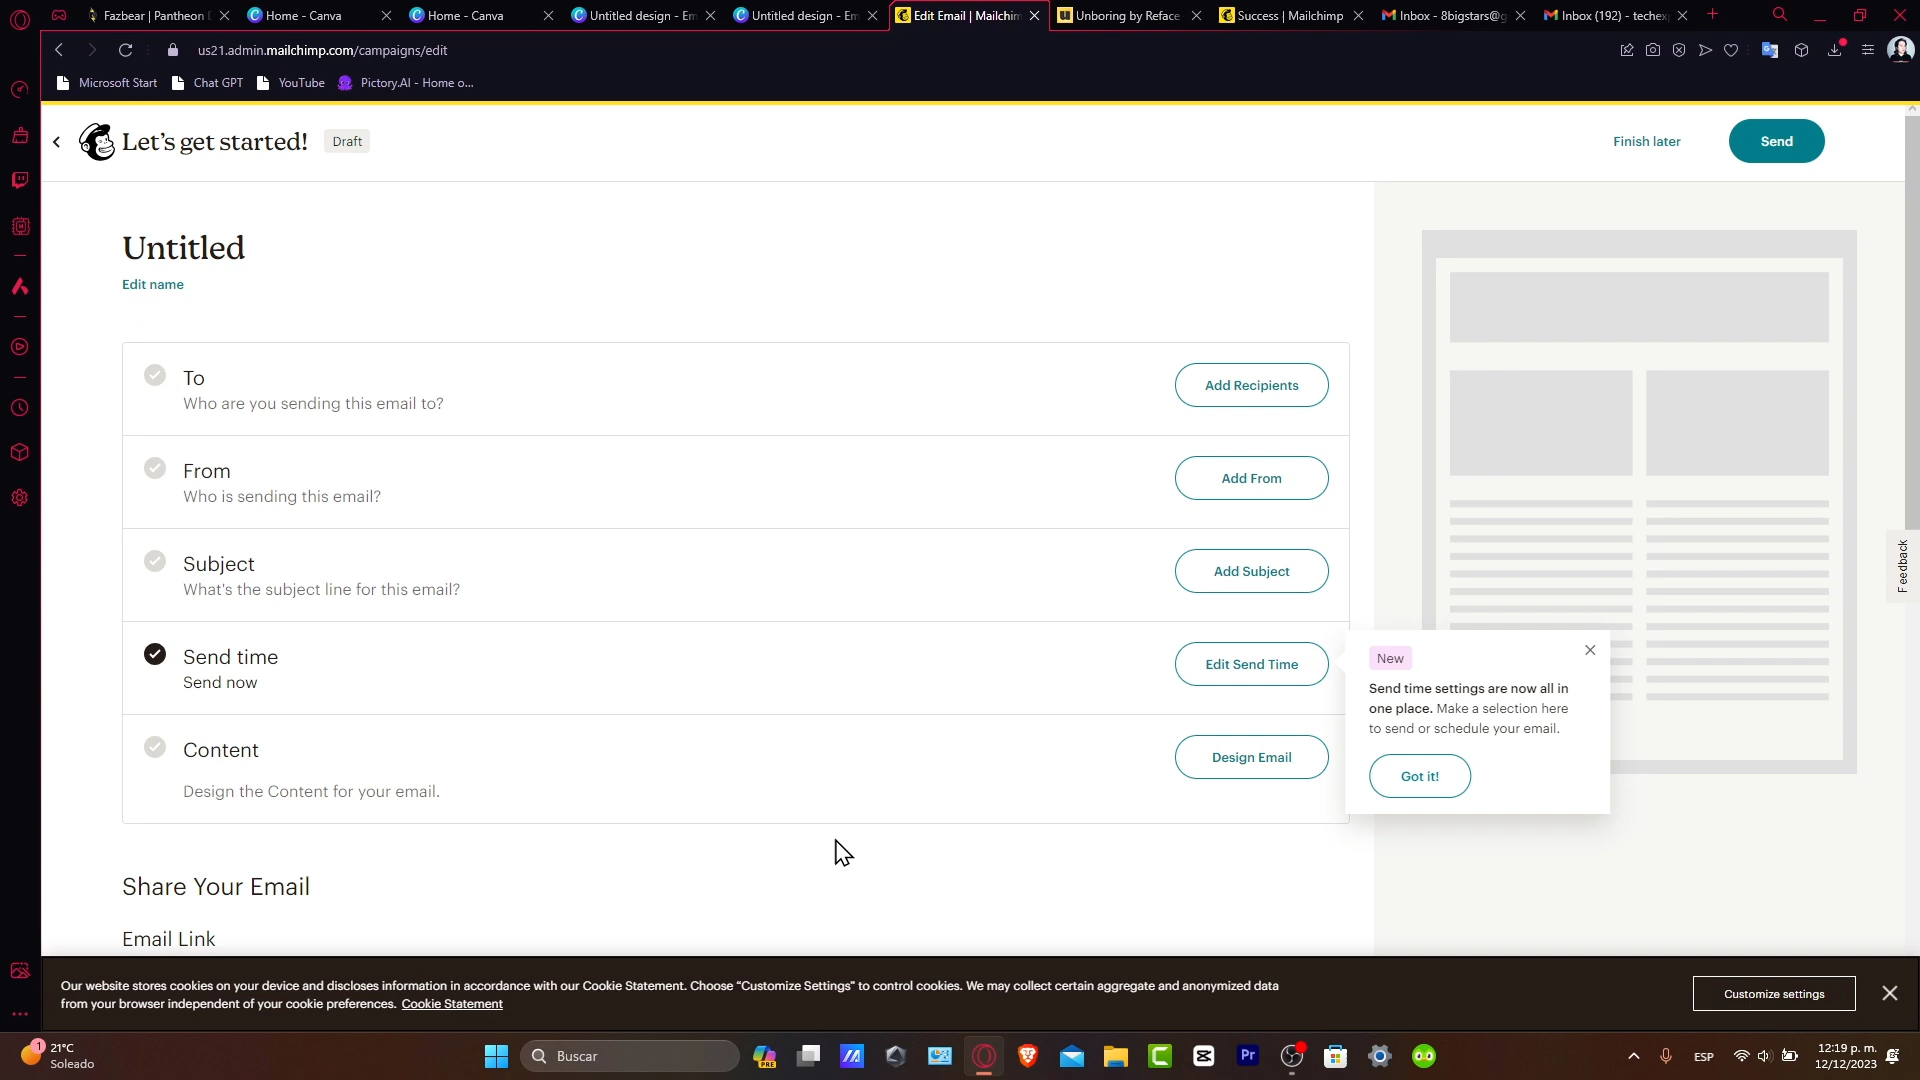 Fazbear | Pantheon
Home - Canva
Home - Canva
Untitled design - Em
Untitled design - Em
Edit Email | Mailchim
Unboring by Reface
Success | Mailchimp
Inbox - 8bigstars@g
Inbox (192) - techex
us21.admin.mailchimp.com/campaigns/edit
Microsoft Start
Chat GPT
YouTube
Pictory.AI - Home o...
Let's get started!
Draft
Finish later
Send
Untitled
Edit name
To
Who are you sending this email to?
Add Recipients
From
Who is sending this email?
Add From
Subject
What's the subject line for this email?
Add Subject
Send time
Send now
Edit Send Time
New
Send time settings are now all in
one place. Make a selection here
to send or schedule your email.
Got it!
Content
Design the Content for your email.
Design Email
Feedback
Share Your Email
Email Link
Our website stores cookies on your device and discloses information in accordance with our Cookie Statement. Choose "Customize Settings" to control cookies. We may collect certain aggregate and anonymized data
from your browser independent of your cookie preferences. Cookie Statement
Customize settings
1
21°C
Soleado
Buscar
PRE
Pr
ESP
12:19 p. m.
12/12/2023